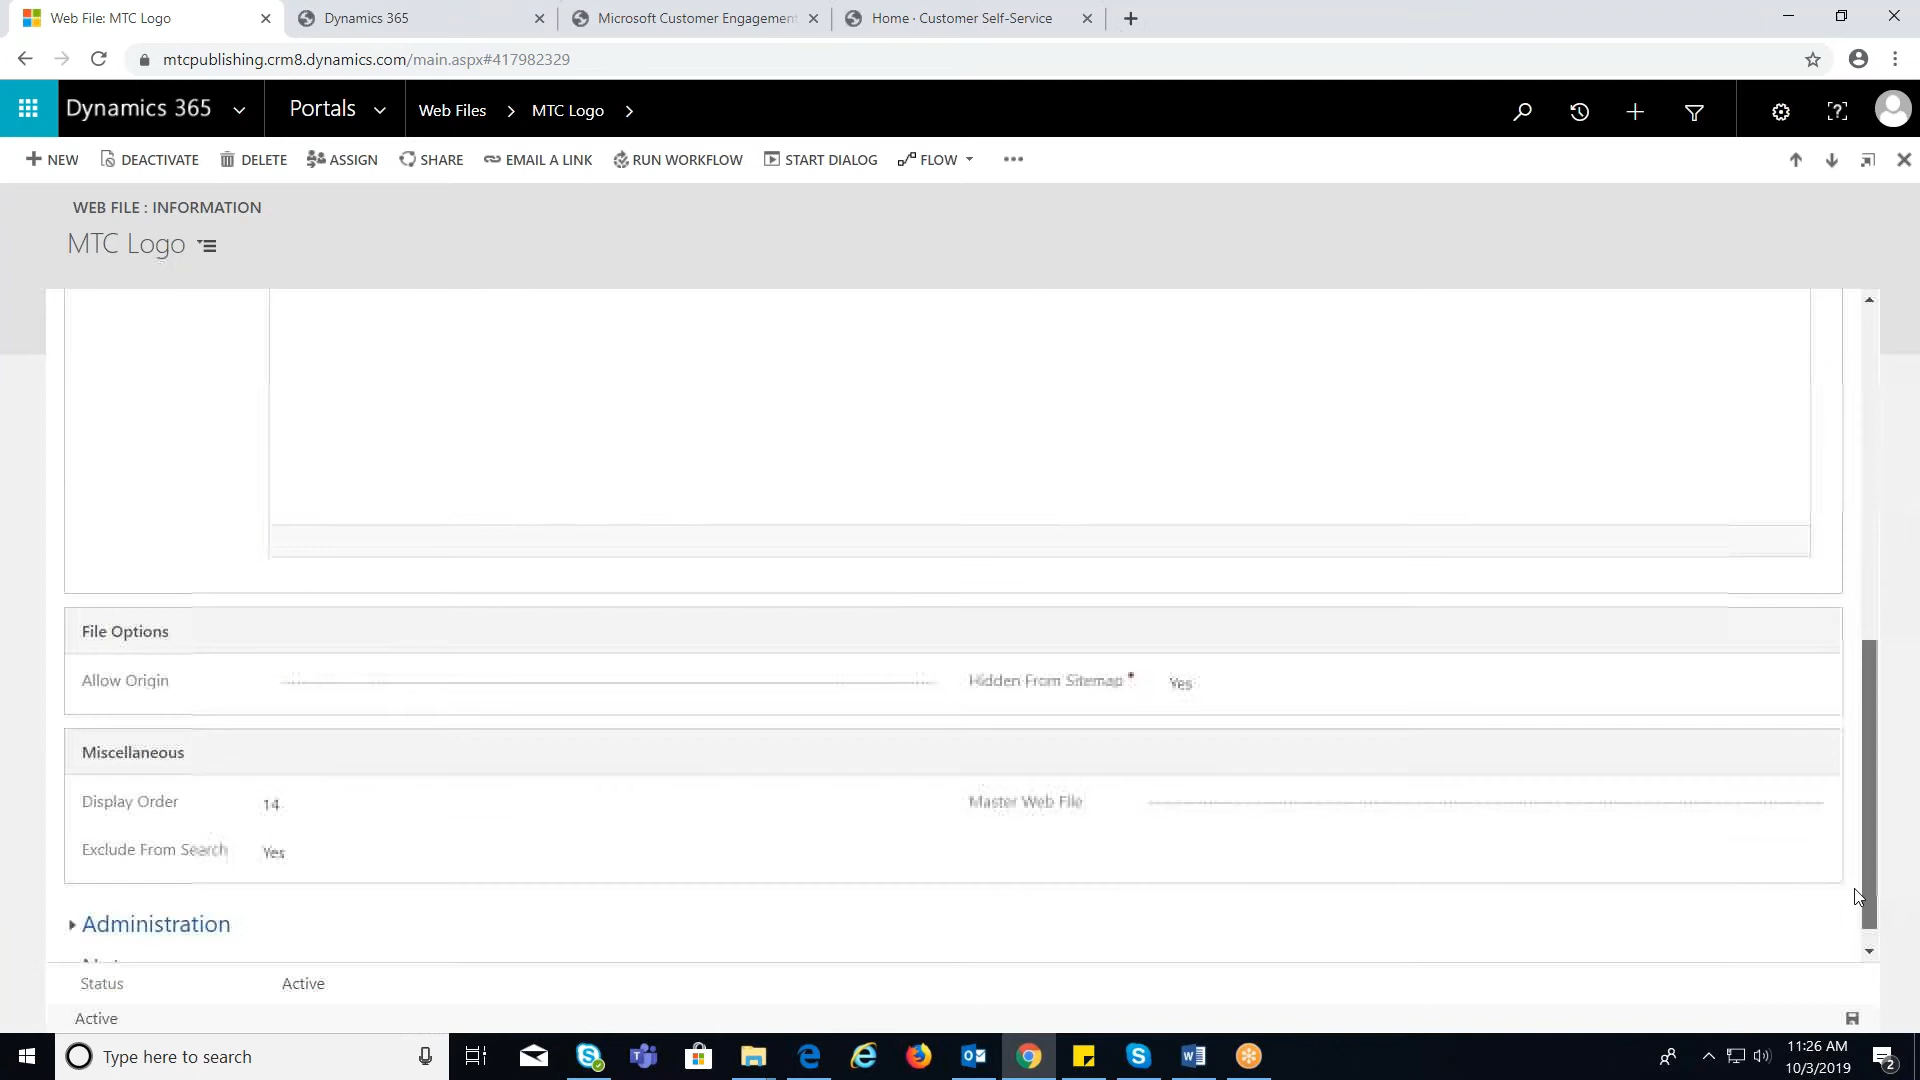 Web File: MTC Logo
Dynamics 365
Microsoft Customer Engagement
Home · Customer Self-Service
mtcpublishing.crm8.dynamics.com/main.aspx#417982329
Dynamics 365
Portals
Web Files > MTC Logo >
NEW
DEACTIVATE
DELETE
ASSIGN
SHARE
EMAIL A LINK
RUN WORKFLOW
START DIALOG
FLOW
WEB FILE : INFORMATION
MTC Logo
File Options
Allow Origin
Hidden From Sitemap *
Yes
Miscellaneous
Display Order
14
Master Web File
Exclude From Search
Yes
Administration
Status
Active
Active
Type here to search
11:26 AM
10/3/2019
2